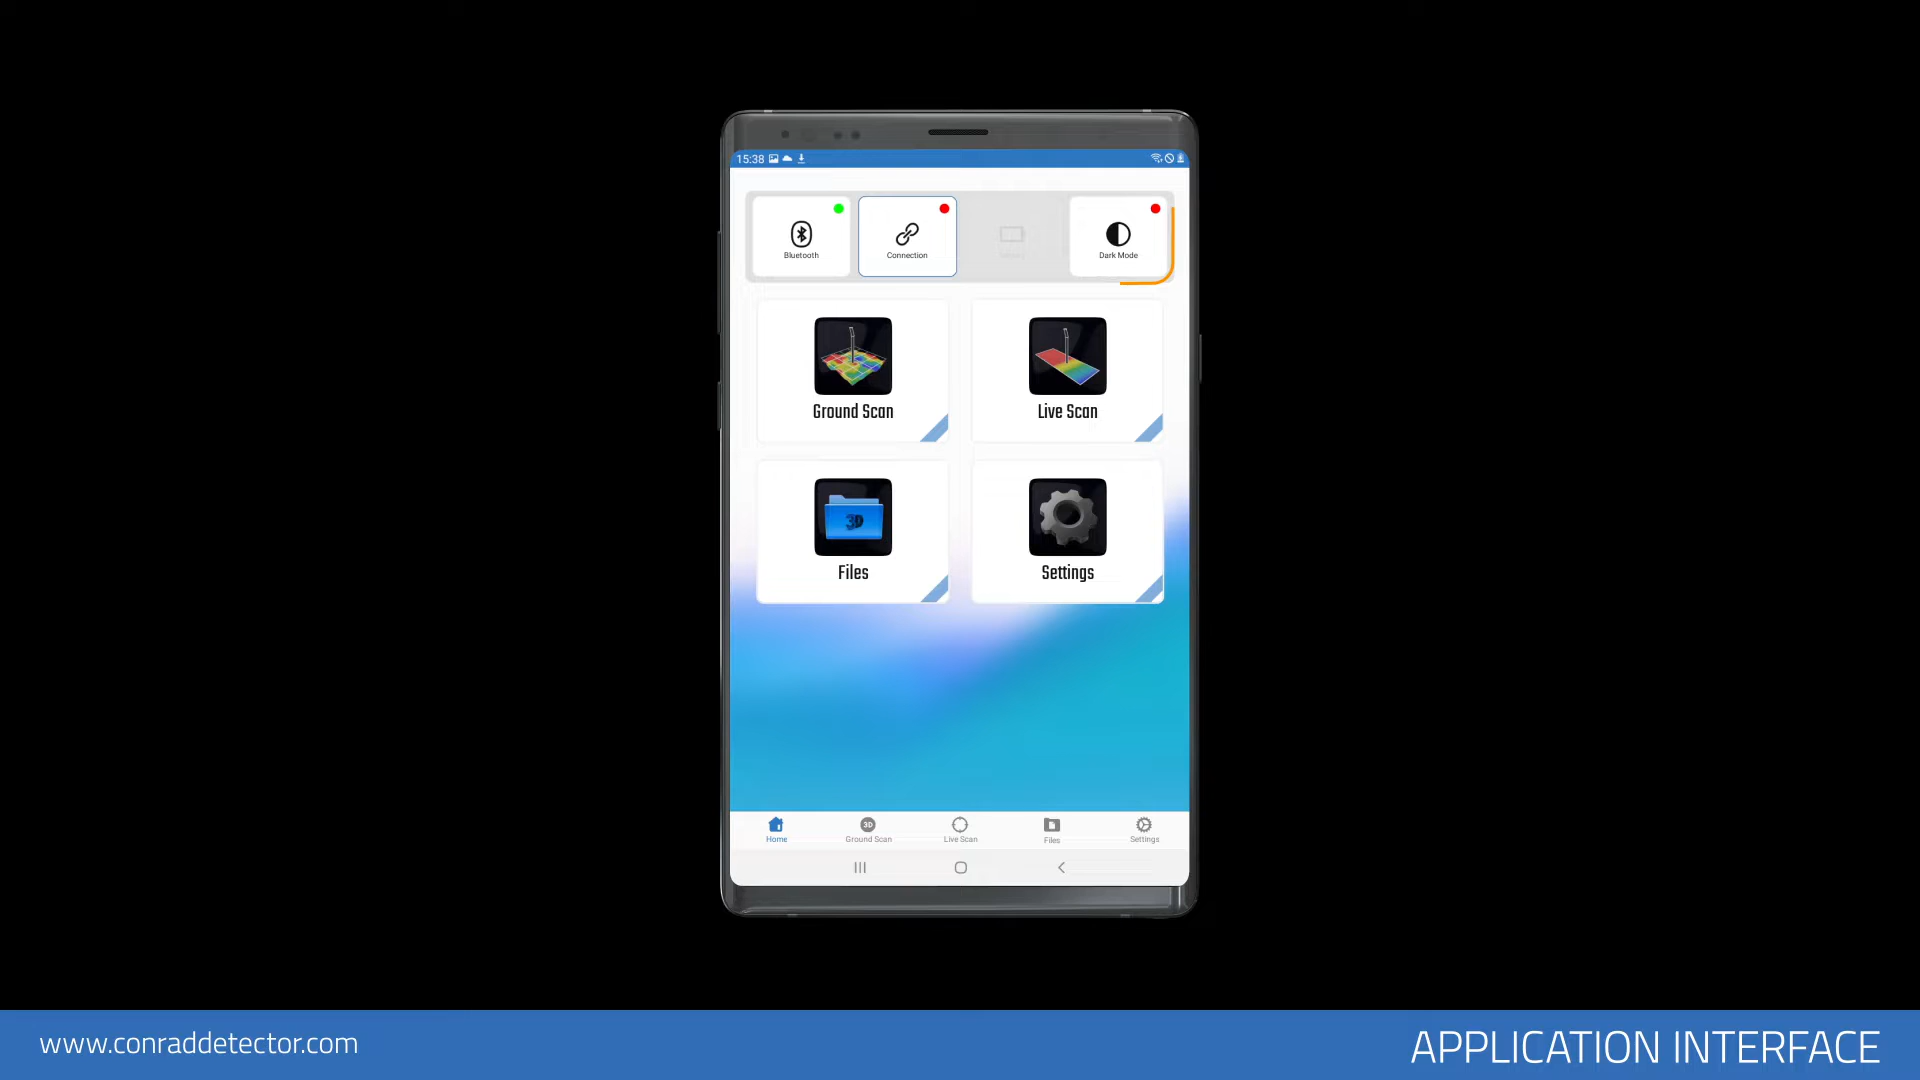 15:38
Bluetooth
Connection
Dark Mode
Ground Scan
Live Scan
3D
Files
Settings
Home
3D
Ground Scan
Live Scan
Files
Settings
www.conraddetector.com
APPLICATION INTERFACE